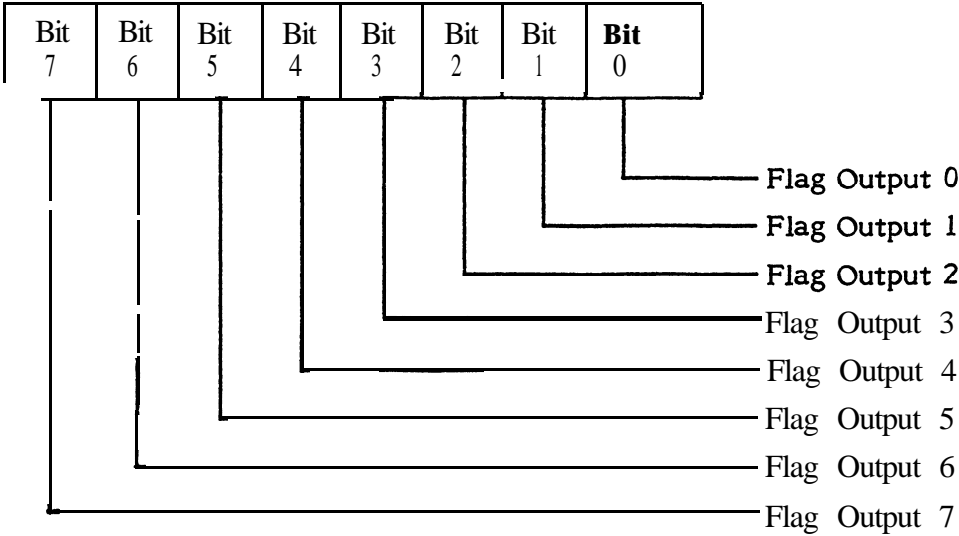 Bit Bit Bit Bit Bit Bit Bit Bit
7 6 5 4 3 2 1 0
Flag Output 0
Flag Output 1
Flag Output 2
Flag Output 3
Flag Output 4
Flag Output 5
Flag Output 6
Flag Output 7